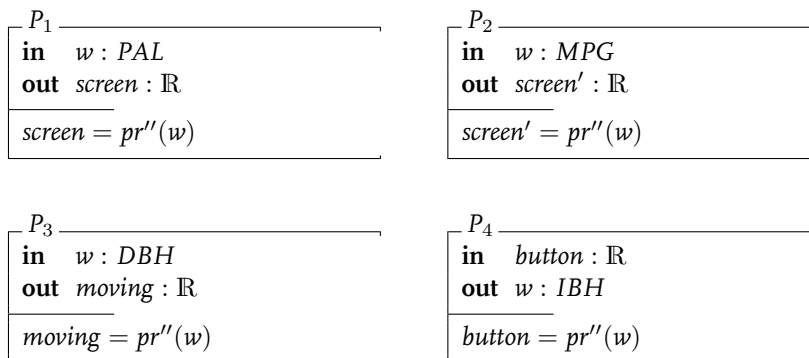 P₁
in w : PAL
out screen : ℝ
screen = pr′′(w)
P₂
in w : MPG
out screen′ : ℝ
screen′ = pr′′(w)
P₃
in w : DBH
out moving : ℝ
moving = pr′′(w)
P₄
in button : ℝ
out w : IBH
button = pr′′(w)